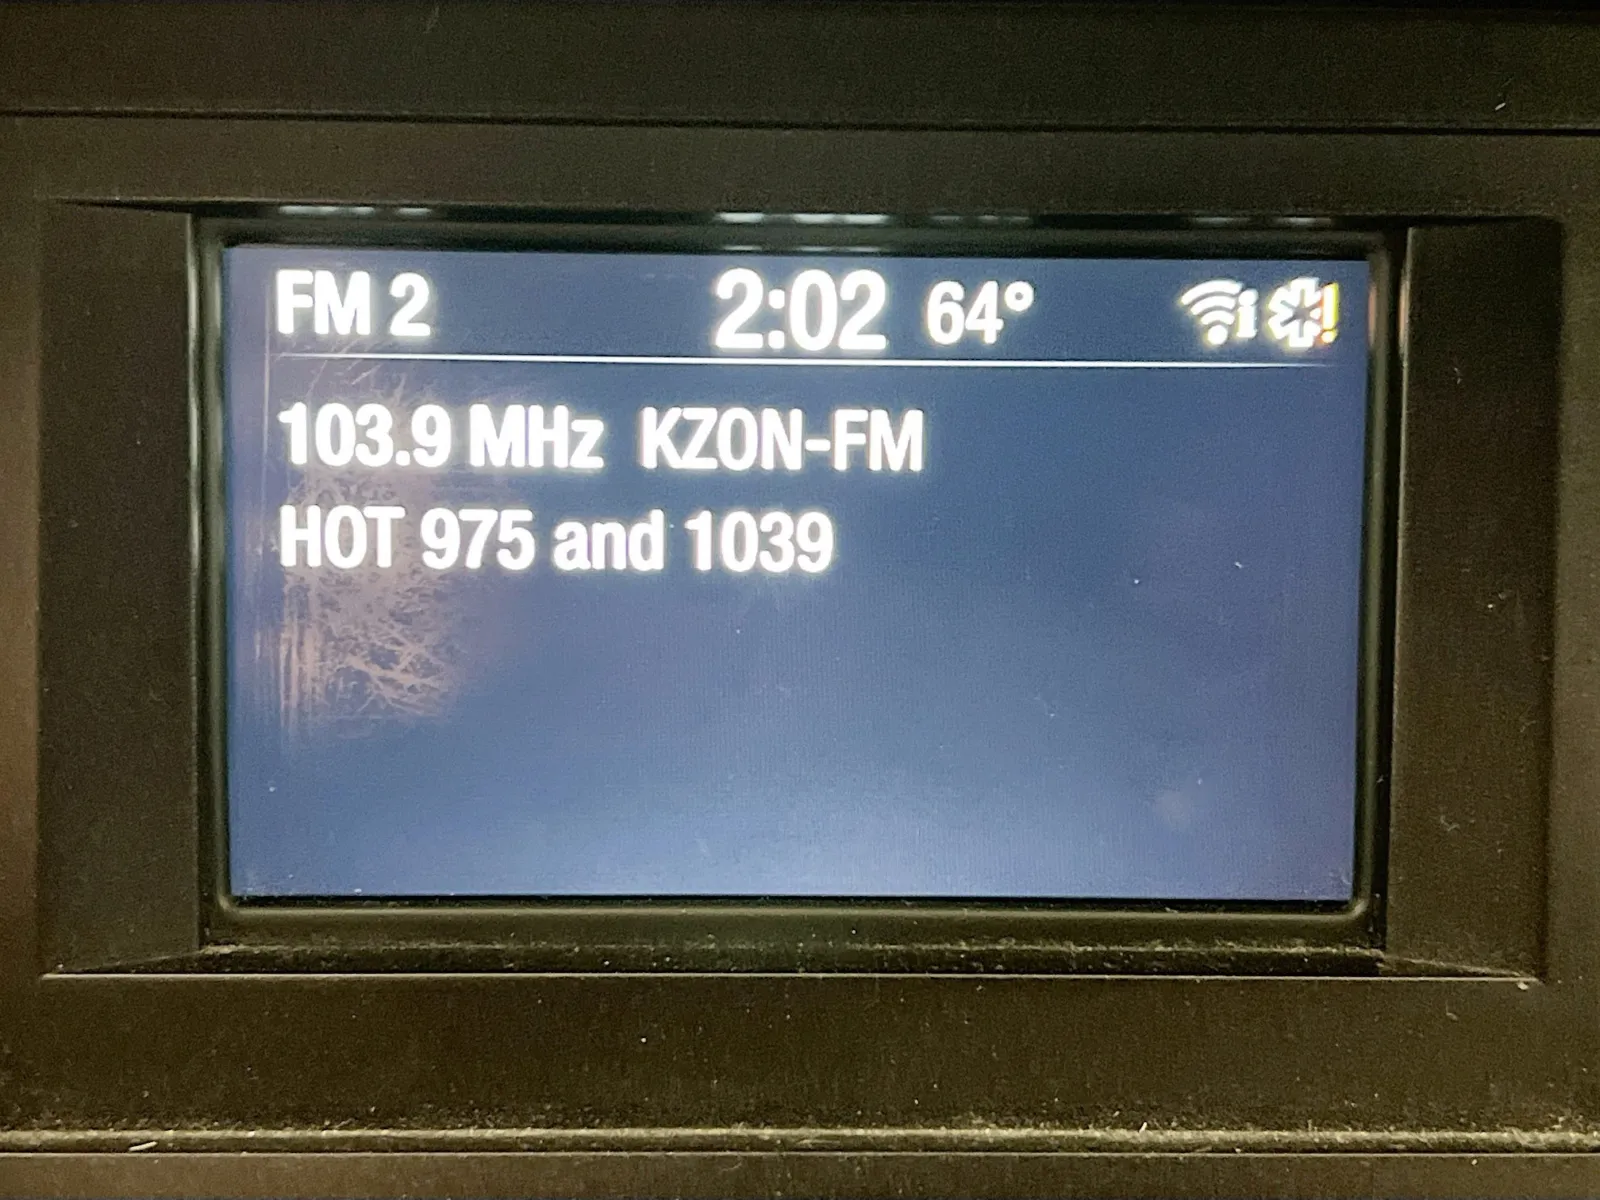 FM 2 2:02 64° i !
103.9 MHz KZON-FM
HOT 975 and 1039